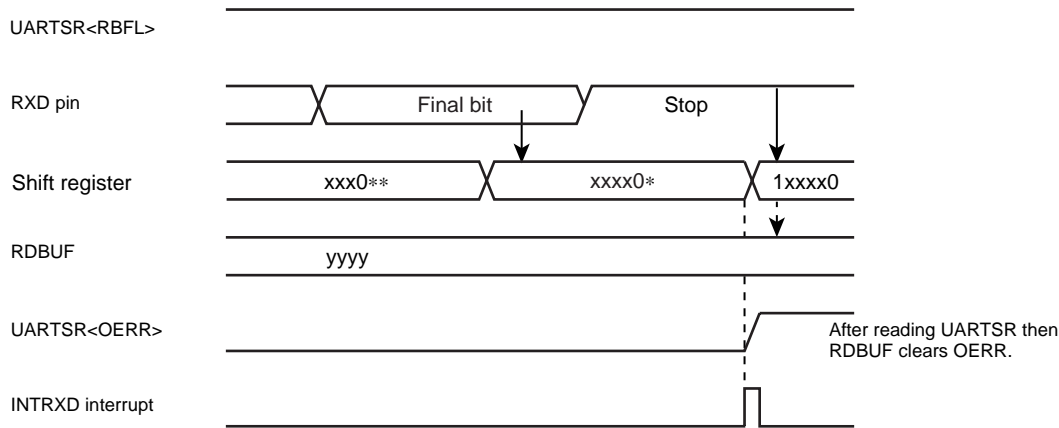 UARTSR<RBFL>
RXD pin
Final bit
Stop
Shift register
xxx0**
xxxx0*
1xxxx0
RDBUF
yyyy
UARTSR<OERR>
After reading UARTSR then
RDBUF clears OERR.
INTRXD interrupt